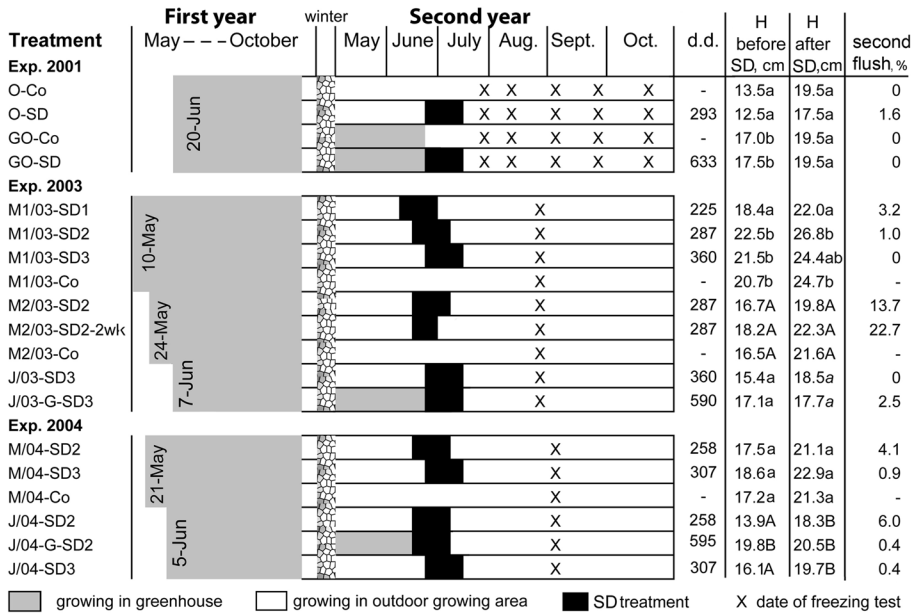 First year winter Second year
Treatment May – – – October May June July Aug. Sept. Oct. d.d. H before SD, cm H after SD,cm second flush, %
Exp. 2001
O-Co X X X X X - 13.5a 19.5a 0
O-SD X X X X X 293 12.5a 17.5a 1.6
20-Jun
GO-Co X X X X X - 17.0b 19.5a 0
GO-SD X X X X X 633 17.5b 19.5a 0
Exp. 2003
M1/03-SD1 X 225 18.4a 22.0a 3.2
M1/03-SD2 X 287 22.5b 26.8b 1.0
10-May
M1/03-SD3 X 360 21.5b 24.4ab 0
M1/03-Co X - 20.7b 24.7b -
M2/03-SD2 X 287 16.7A 19.8A 13.7
24-May
M2/03-SD2-2wk X 287 18.2A 22.3A 22.7
M2/03-Co X - 16.5A 21.6A -
J/03-SD3 X 360 15.4a 18.5a 0
7-Jun
J/03-G-SD3 X 590 17.1a 17.7a 2.5
Exp. 2004
M/04-SD2 X 258 17.5a 21.1a 4.1
21-May
M/04-SD3 X 307 18.6a 22.9a 0.9
M/04-Co X - 17.2a 21.3a -
J/04-SD2 X 258 13.9A 18.3B 6.0
5-Jun
J/04-G-SD2 X 595 19.8B 20.5B 0.4
J/04-SD3 X 307 16.1A 19.7B 0.4
growing in greenhouse growing in outdoor growing area SD treatment X date of freezing test